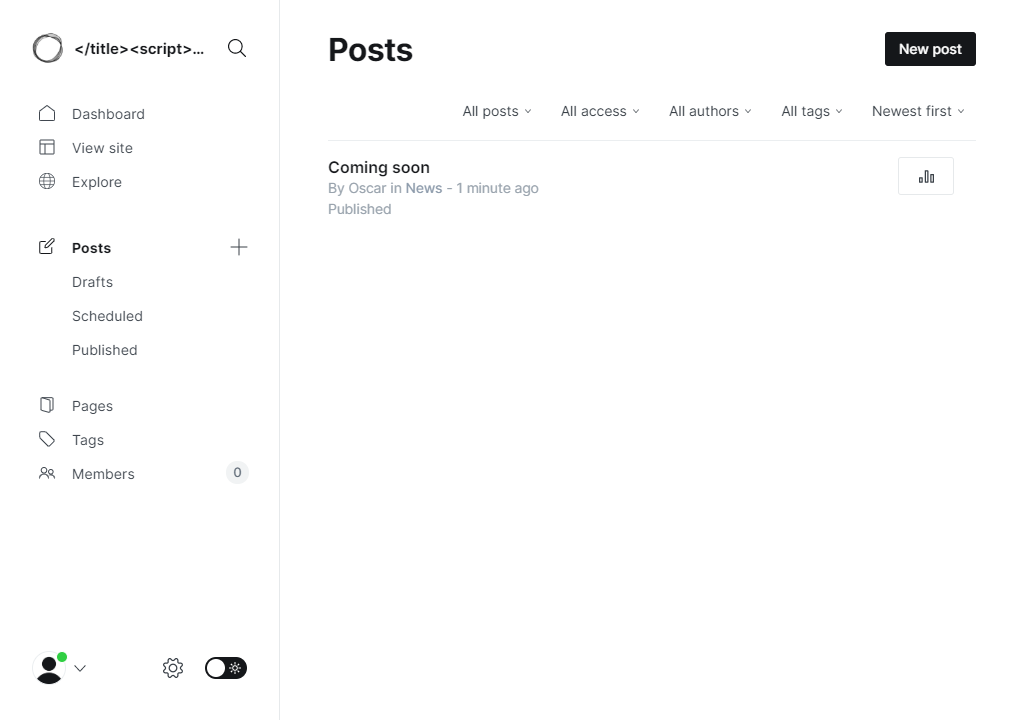 </title><script>...
Dashboard
View site
Explore
Posts
Drafts
Scheduled
Published
Pages
Tags
Members
0
Posts
New post
All posts
All access
All authors
All tags
Newest first
Coming soon
By Oscar in News - 1 minute ago
Published